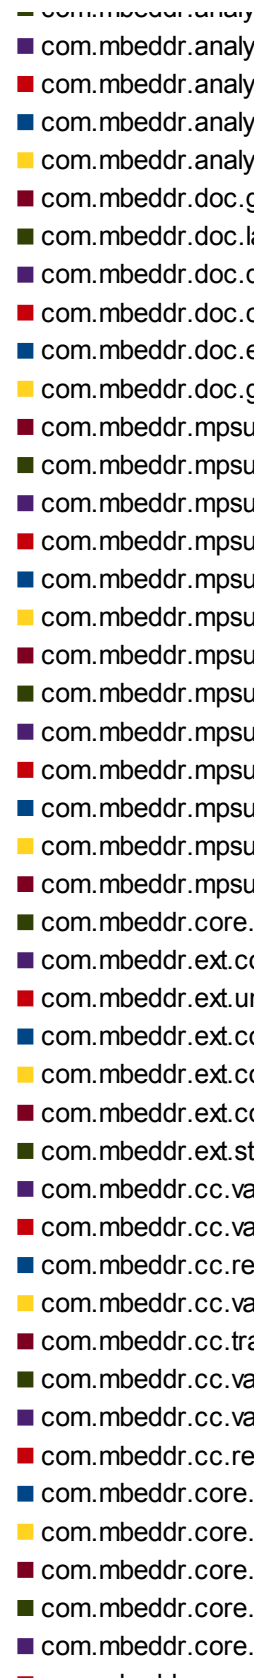 com.mbeddr.analy
com.mbeddr.analy
com.mbeddr.analy
com.mbeddr.analy
com.mbeddr.analy
com.mbeddr.doc.g
com.mbeddr.doc.la
com.mbeddr.doc.c
com.mbeddr.doc.c
com.mbeddr.doc.e
com.mbeddr.doc.g
com.mbeddr.mpsu
com.mbeddr.mpsu
com.mbeddr.mpsu
com.mbeddr.mpsu
com.mbeddr.mpsu
com.mbeddr.mpsu
com.mbeddr.mpsu
com.mbeddr.mpsu
com.mbeddr.mpsu
com.mbeddr.mpsu
com.mbeddr.mpsu
com.mbeddr.mpsu
com.mbeddr.mpsu
com.mbeddr.core.
com.mbeddr.ext.co
com.mbeddr.ext.un
com.mbeddr.ext.co
com.mbeddr.ext.co
com.mbeddr.ext.co
com.mbeddr.ext.st
com.mbeddr.cc.va
com.mbeddr.cc.va
com.mbeddr.cc.re
com.mbeddr.cc.va
com.mbeddr.cc.tra
com.mbeddr.cc.va
com.mbeddr.cc.va
com.mbeddr.cc.re
com.mbeddr.core.
com.mbeddr.core.
com.mbeddr.core.
com.mbeddr.core.
com.mbeddr.core.